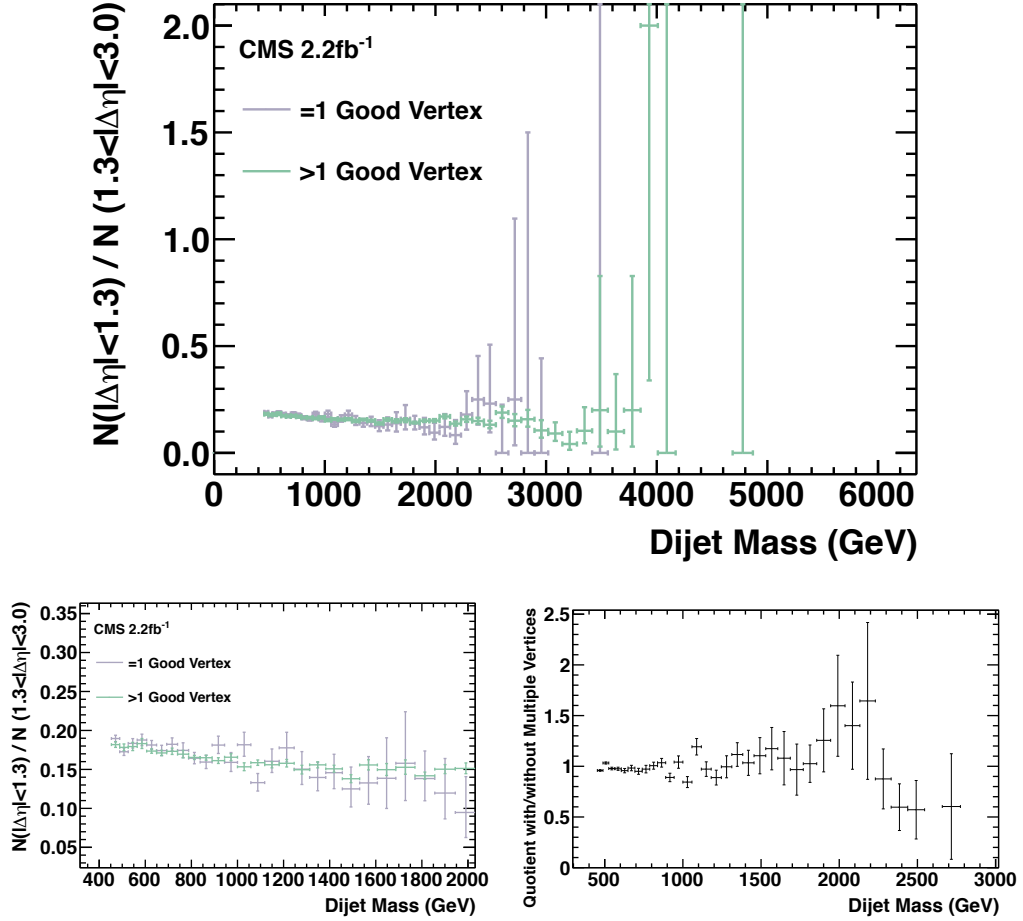 N(|Δη|<1.3) / N (1.3<|Δη|<3.0)
2.0
1.5
1.0
0.5
0.0
CMS 2.2fb⁻¹
=1 Good Vertex
>1 Good Vertex
0 1000 2000 3000 4000 5000 6000
Dijet Mass (GeV)
N(|Δη|<1.3) / N (1.3<|Δη|<3.0)
0.35
0.30
0.25
0.20
0.15
0.10
0.05
CMS 2.2fb⁻¹
=1 Good Vertex
>1 Good Vertex
400 600 800 1000 1200 1400 1600 1800 2000
Dijet Mass (GeV)
Quotient with/without Multiple Vertices
2.5
2
1.5
1
0.5
0
500 1000 1500 2000 2500 3000
Dijet Mass (GeV)